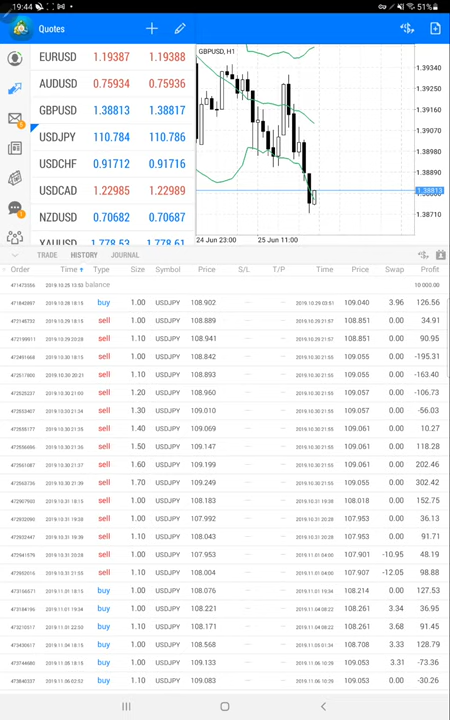 19:44 51%
Quotes
EURUSD 1.19387 1.19388
AUDUSD 0.75934 0.75936
GBPUSD 1.38813 1.38817
USDJPY 110.784 110.786
USDCHF 0.91712 0.91716
USDCAD 1.22985 1.22989
NZDUSD 0.70682 0.70687
XAUUSD 1,778.53 1,778.61
GBPUSD, H1
1.39340
1.39250
1.39160
1.39070
1.38980
1.38890
1.38813
1.38710
24 Jun 23:00 25 Jun 11:00
TRADE HISTORY JOURNAL
Order Time Type Size Symbol Price S/L T/P Time Price Swap Profit
balance 10 000.00
buy 1.00 USDJPY 108.902 109.040 3.96 126.56
sell 1.00 USDJPY 108.889 108.851 0.00 34.91
sell 1.10 USDJPY 108.941 108.851 0.00 90.95
sell 1.00 USDJPY 108.842 109.055 0.00 -195.31
sell 1.10 USDJPY 108.893 109.055 0.00 -163.40
sell 1.20 USDJPY 108.960 109.057 0.00 -106.73
sell 1.30 USDJPY 109.010 109.057 0.00 -56.03
sell 1.40 USDJPY 109.069 109.061 0.00 10.27
sell 1.50 USDJPY 109.147 109.061 0.00 118.28
sell 1.60 USDJPY 109.199 109.061 0.00 202.46
sell 1.70 USDJPY 109.249 109.055 0.00 302.42
sell 1.00 USDJPY 108.183 108.018 0.00 152.75
sell 1.00 USDJPY 107.992 107.953 0.00 36.13
sell 1.10 USDJPY 108.043 107.953 0.00 91.71
sell 1.00 USDJPY 107.953 107.901 -10.95 48.19
sell 1.10 USDJPY 108.004 107.907 -12.05 98.88
buy 1.00 USDJPY 108.076 108.214 0.00 127.53
buy 1.00 USDJPY 108.221 108.261 3.34 36.95
buy 1.10 USDJPY 108.171 108.261 3.68 91.45
buy 1.00 USDJPY 108.568 108.708 3.33 128.79
buy 1.00 USDJPY 109.133 109.053 3.31 -73.36
buy 1.10 USDJPY 109.083 109.053 0.00 -30.26